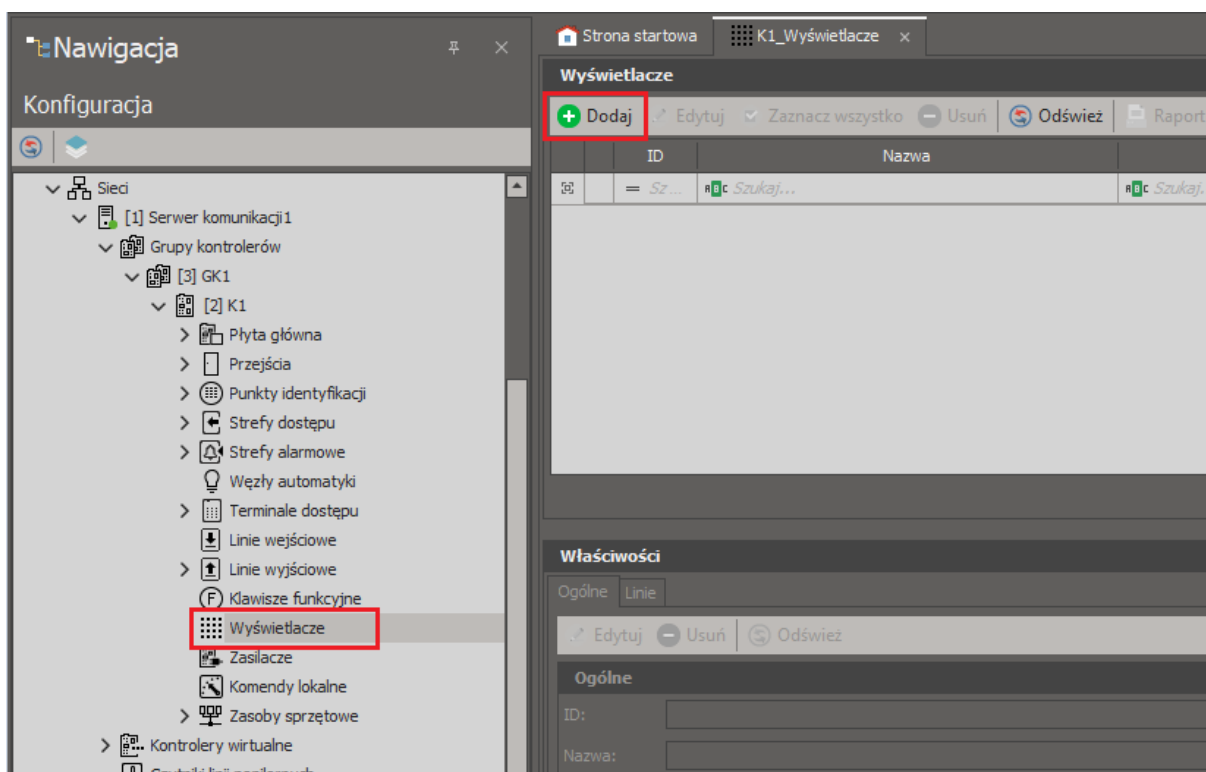 Nawigacja
Konfiguracja
Sieci
[1] Serwer komunikacji1
Grupy kontrolerów
[3] GK1
[2] K1
Płyta główna
Przejścia
Punkty identyfikacji
Strefy dostępu
Strefy alarmowe
Węzły automatyki
Terminale dostępu
Linie wejściowe
Linie wyjściowe
Klawisze funkcyjne
Wyświetlacze
Zasilacze
Komendy lokalne
Zasoby sprzętowe
Kontrolery wirtualne
Strona startowa K1_Wyświetlacze
Wyświetlacze
Dodaj Edytuj Zaznacz wszystko Usuń Odśwież Raport
ID Nazwa
Sz... ABC Szukaj... ABC Szukaj.
Właściwości
Ogólne Linie
Edytuj Usuń Odśwież
Ogólne
ID:
Nazwa: